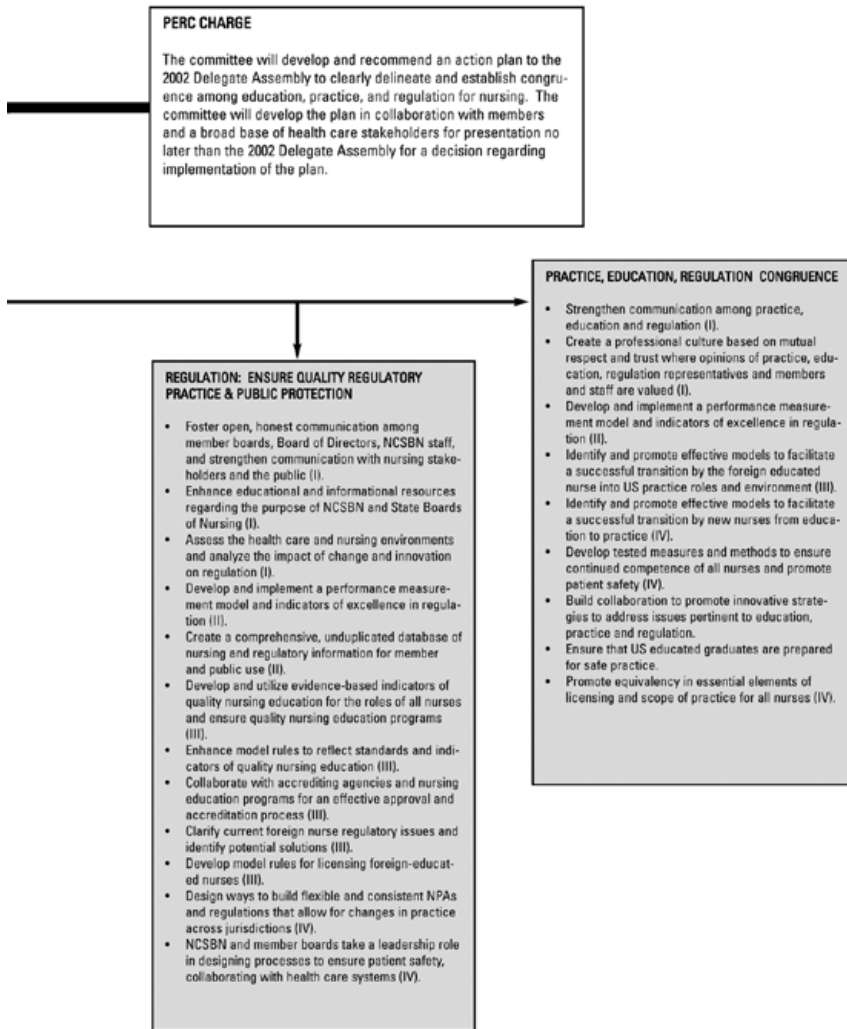 PERC CHARGE
The committee will develop and recommend an action plan to the
2002 Delegate Assembly to clearly delineate and establish congru-
ence among education, practice, and regulation for nursing. The
committee will develop the plan in collaboration with members
and a broad base of health care stakeholders for presentation no
later than the 2002 Delegate Assembly for a decision regarding
implementation of the plan.
REGULATION: ENSURE QUALITY REGULATORY
PRACTICE & PUBLIC PROTECTION
• Foster open, honest communication among
member boards, Board of Directors, NCSBN staff,
and strengthen communication with nursing stake-
holders and the public (I).
• Enhance educational and informational resources
regarding the purpose of NCSBN and State Boards
of Nursing (I).
• Assess the health care and nursing environments
and analyze the impact of change and innovation
on regulation (I).
• Develop and implement a performance measure-
ment model and indicators of excellence in regula-
tion (II).
• Create a comprehensive, unduplicated database of
nursing and regulatory information for member
and public use (II).
• Develop and utilize evidence-based indicators of
quality nursing education for the roles of all nurses
and ensure quality nursing education programs
(III).
• Enhance model rules to reflect standards and indi-
cators of quality nursing education (III).
• Collaborate with accrediting agencies and nursing
education programs for an effective approval and
accreditation process (III).
• Clarify current foreign nurse regulatory issues and
identify potential solutions (III).
• Develop model rules for licensing foreign-educat-
ed nurses (III).
• Design ways to build flexible and consistent NPAs
and regulations that allow for changes in practice
across jurisdictions (IV).
• NCSBN and member boards take a leadership role
in designing processes to ensure patient safety,
collaborating with health care systems (IV).
PRACTICE, EDUCATION, REGULATION CONGRUENCE
• Strengthen communication among practice,
education and regulation (I).
• Create a professional culture based on mutual
respect and trust where opinions of practice, edu-
cation, regulation representatives and members
and staff are valued (I).
• Develop and implement a performance measure-
ment model and indicators of excellence in regula-
tion (II).
• Identify and promote effective models to facilitate
a successful transition by the foreign educated
nurse into US practice roles and environment (III).
• Identify and promote effective models to facilitate
a successful transition by new nurses from educa-
tion to practice (IV).
• Develop tested measures and methods to ensure
continued competence of all nurses and promote
patient safety (IV).
• Build collaboration to promote innovative strate-
gies to address issues pertinent to education,
practice and regulation.
• Ensure that US educated graduates are prepared
for safe practice.
• Promote equivalency in essential elements of
licensing and scope of practice for all nurses (IV).